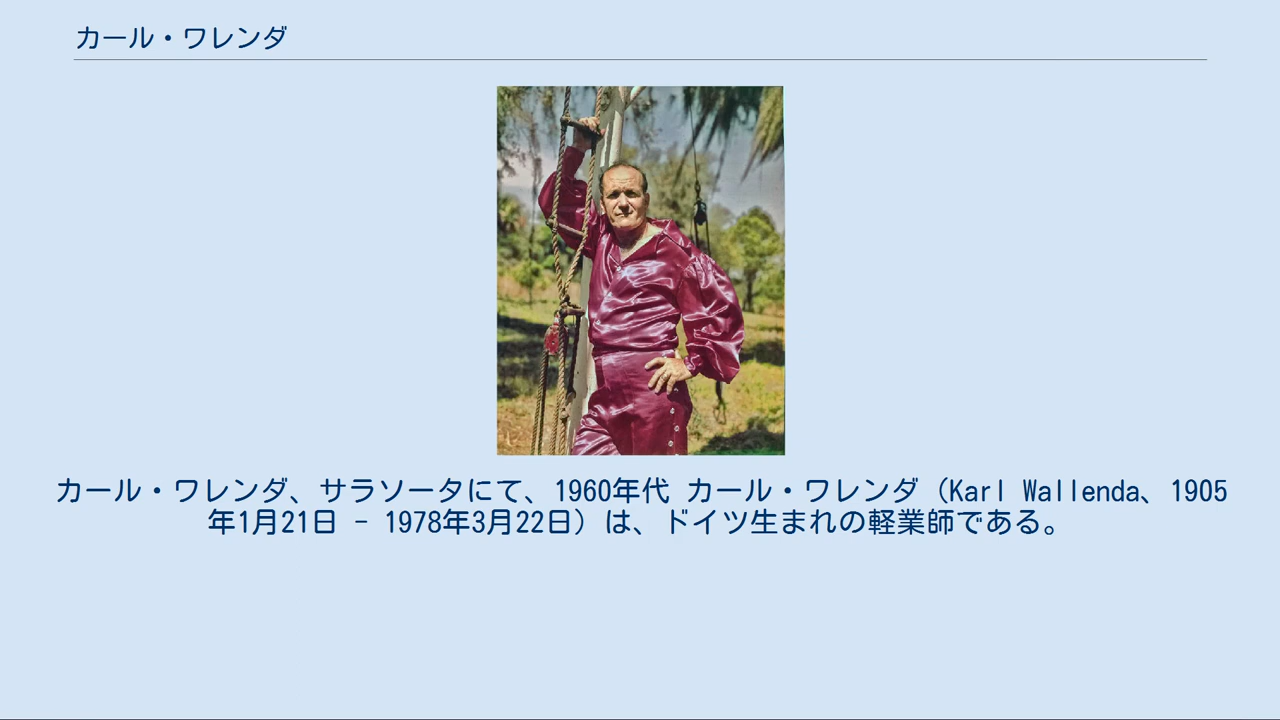 カール・ワレンダ
カール・ワレンダ、サラソータにて、1960年代 カール・ワレンダ（Karl Wallenda、1905
年1月21日 - 1978年3月22日）は、ドイツ生まれの軽業師である。